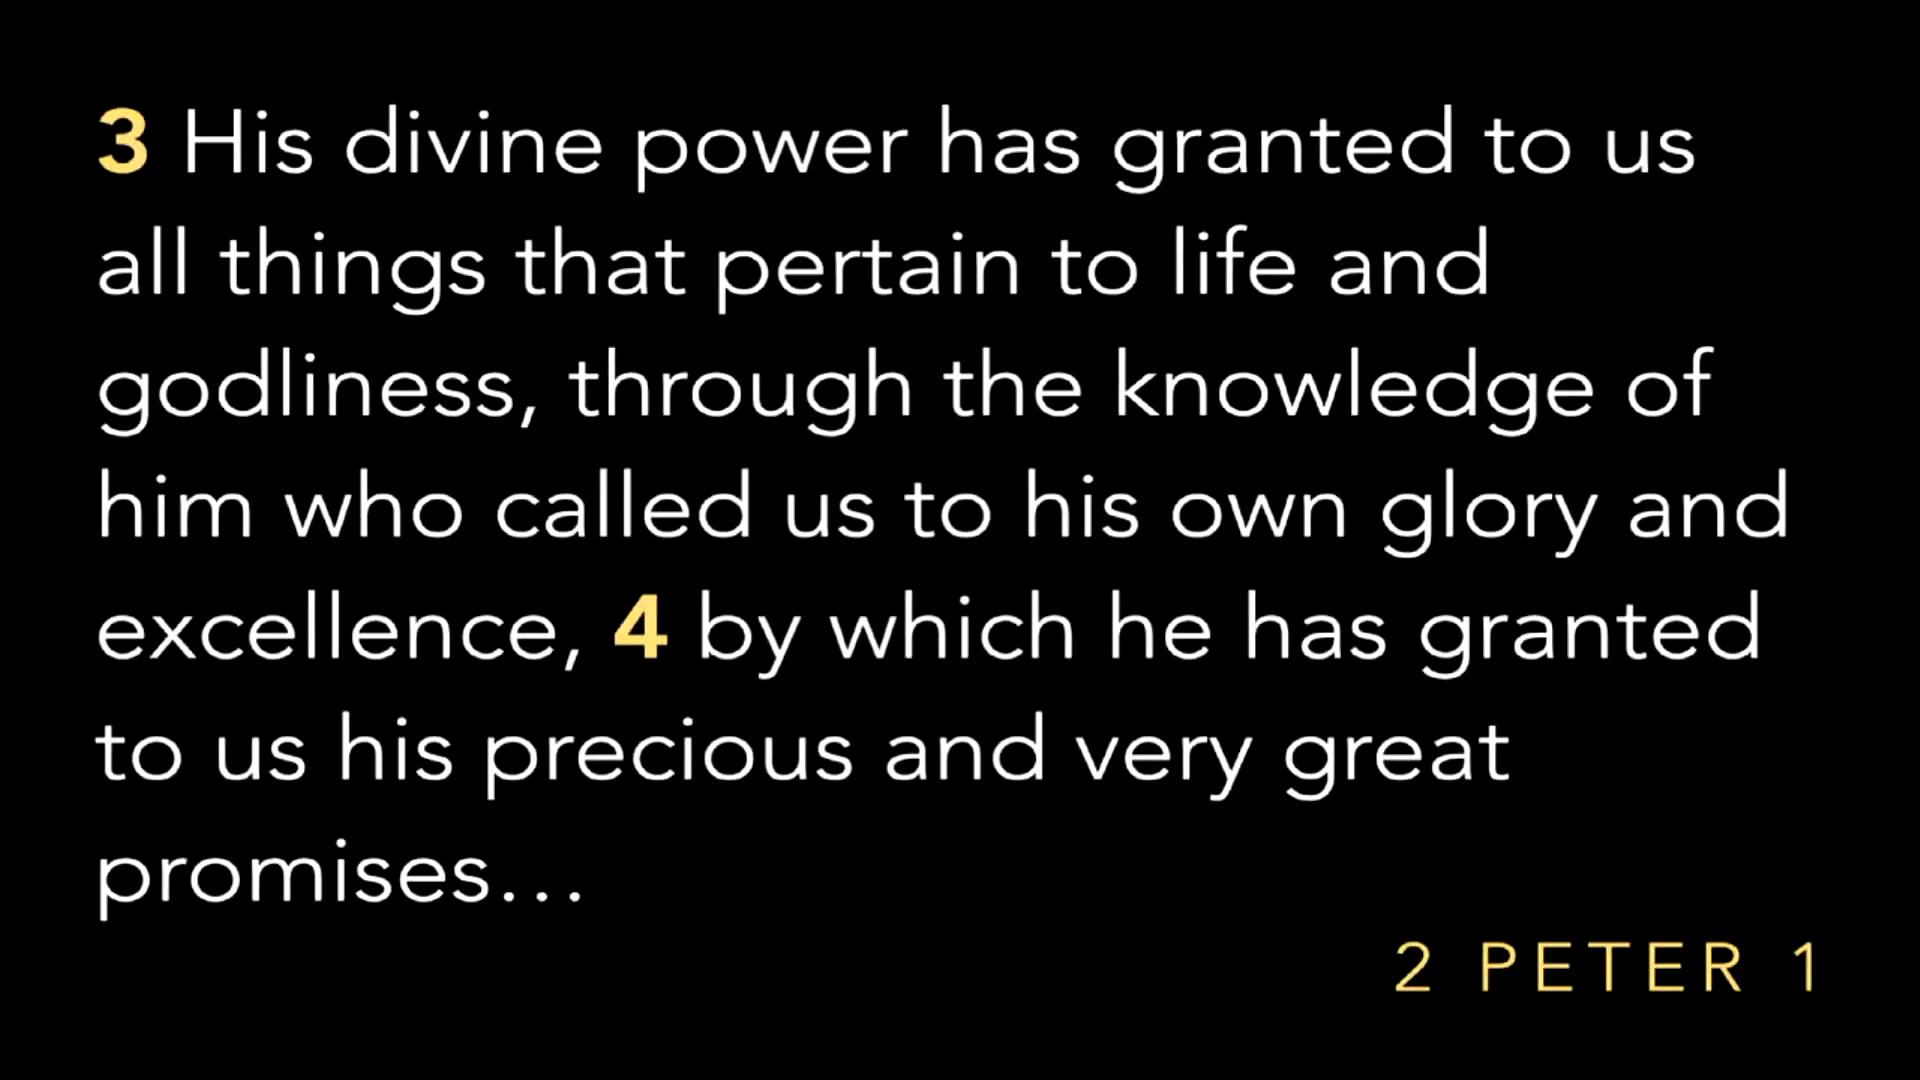 3 His divine power has granted to us
all things that pertain to life and
godliness, through the knowledge of
him who called us to his own glory and
excellence, 4 by which he has granted
to us his precious and very great
promises…
2 PETER 1